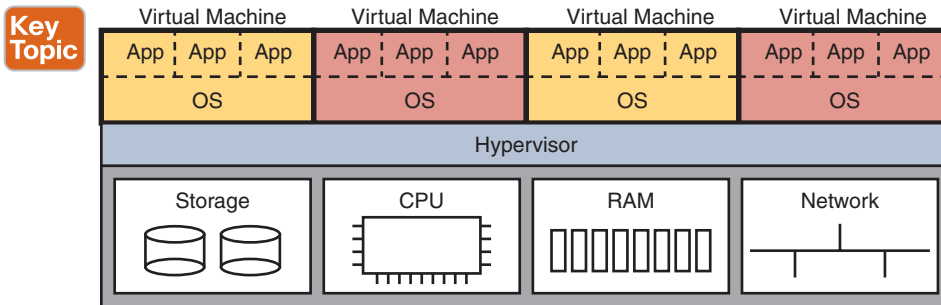 Key
Topic
Virtual Machine Virtual Machine Virtual Machine Virtual Machine
App App App App App App App App App App App App
OS OS OS OS
Hypervisor
Storage CPU RAM Network